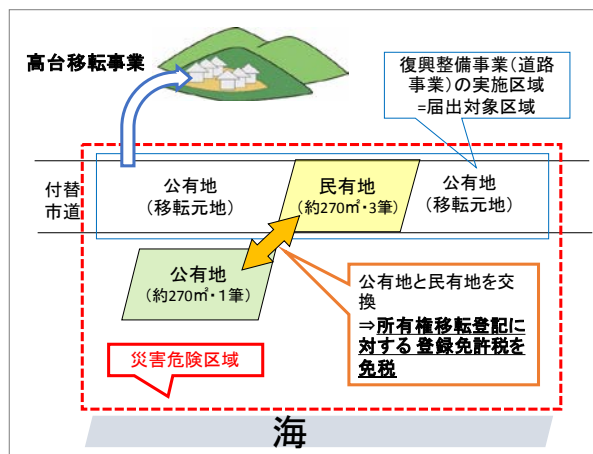 高台移転事業
復興整備事業(道路
事業)の実施区域
=届出対象区域
付替
市道
公有地
(移転元地)
民有地
(約270㎡・3筆)
公有地
(移転元地)
公有地
(約270㎡・1筆)
公有地と民有地を交
換
⇒所有権移転登記に
対する 登録免許税を
免税
災害危険区域
海